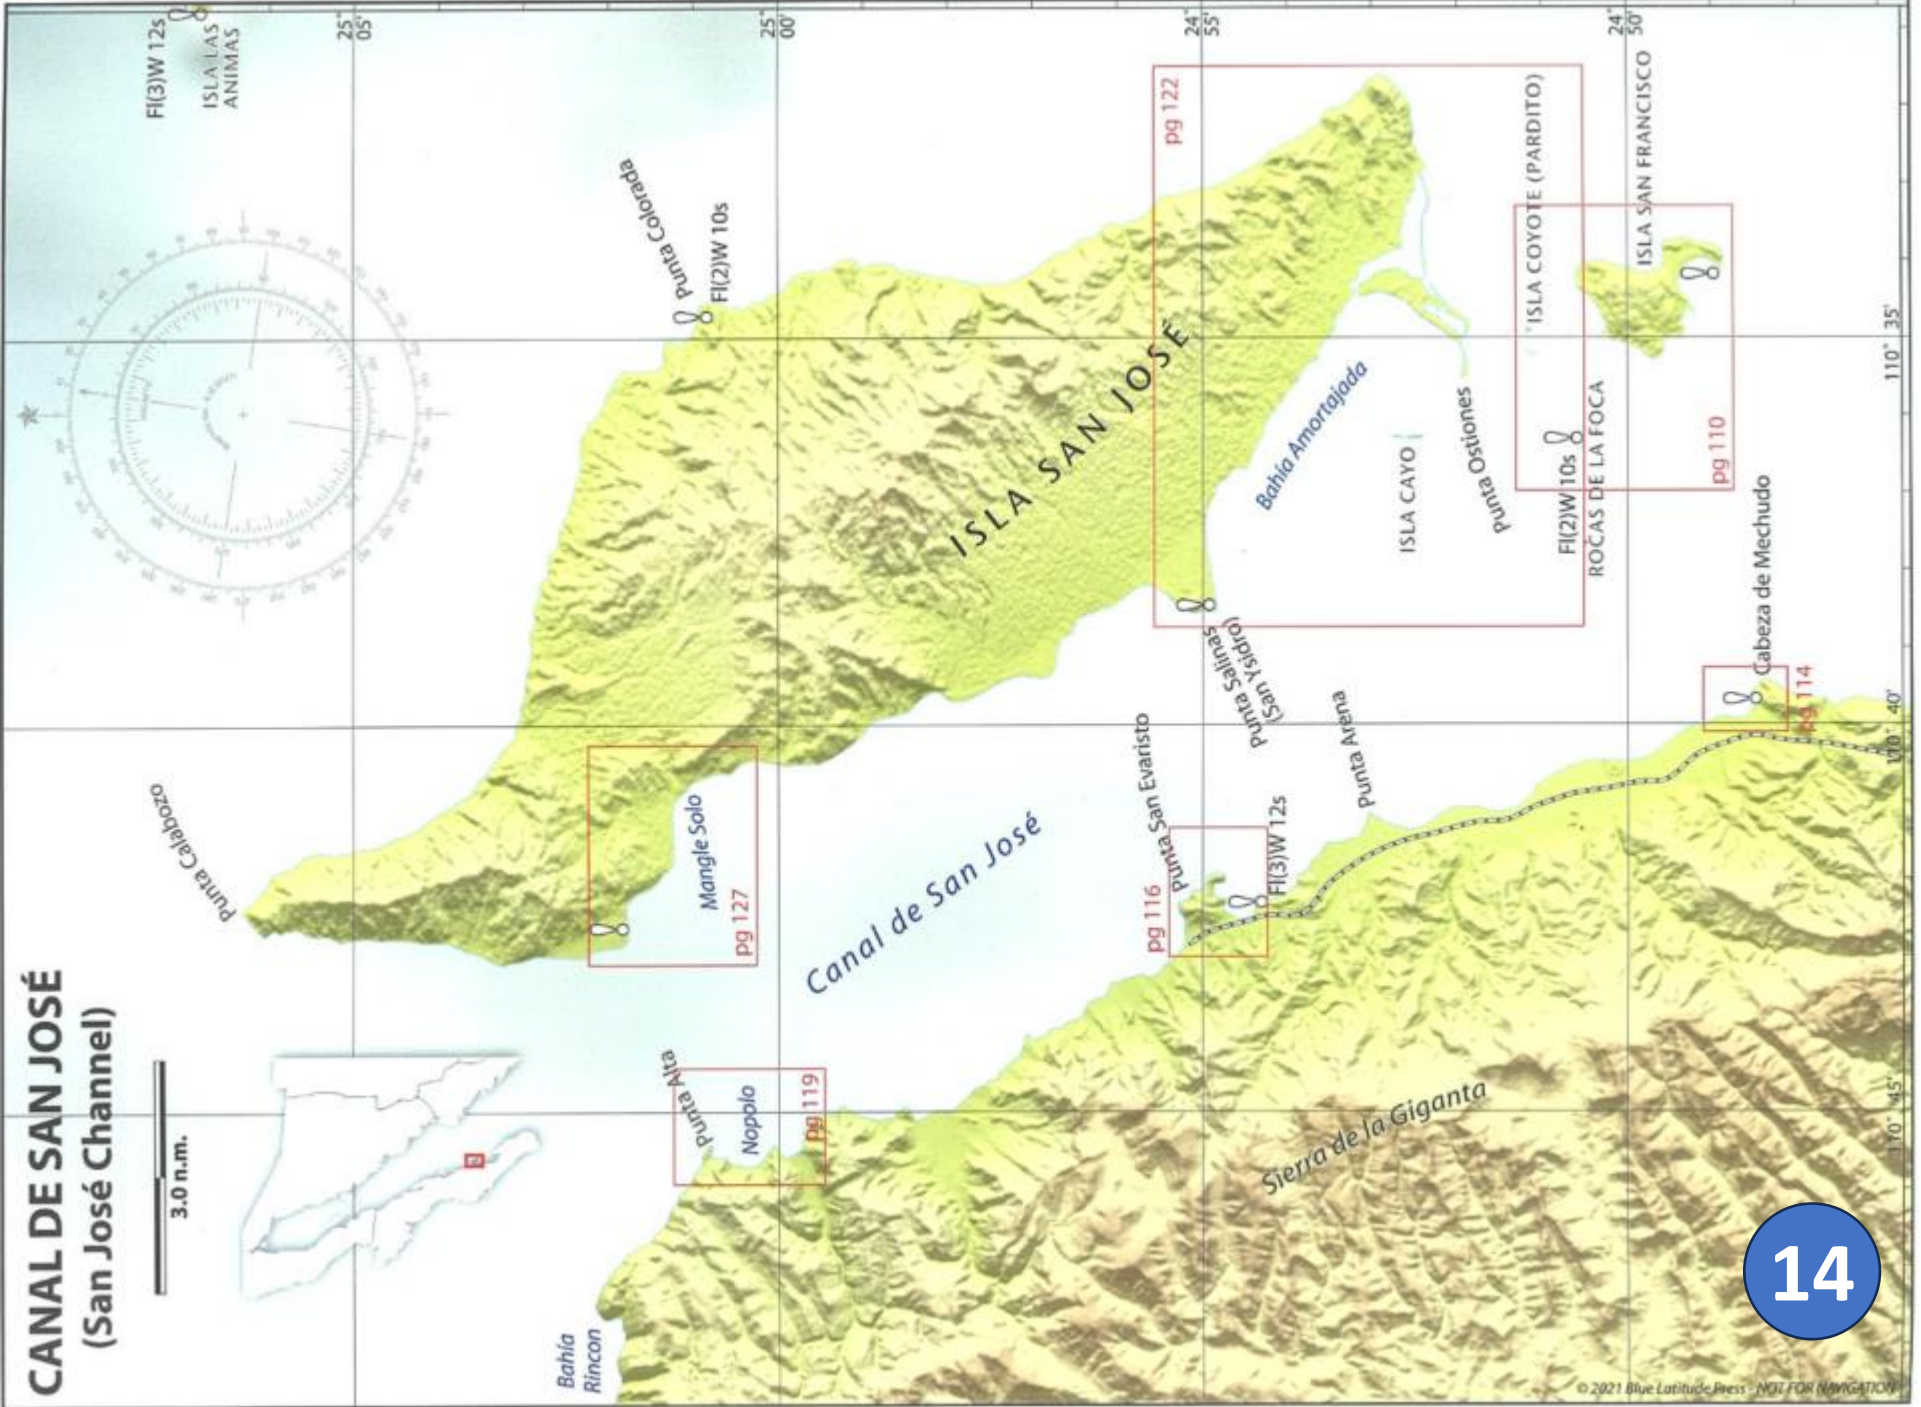 CANAL DE SAN JOSÉ
(San José Channel)
3.0 n.m.
Fl(3)W 12s
ISLA LAS
ANIMAS
25°
05'
25°
00'
24°
55'
24°
50'
Punta Calabozo
Punta Colorada
Fl(2)W 10s
ISLA SAN JOSÉ
pg 122
Bahía Amortajada
ISLA CAYO
Punta Ostiones
ISLA COYOTE (PARDITO)
ISLA SAN FRANCISCO
Fl(2)W 10s
ROCAS DE LA FOCA
pg 110
110°
35'
Mangle Solo
pg 127
Canal de San José
Punta Salinas
(San Ysidro)
Punta San Evaristo
pg 116
Fl(3)W 12s
Punta Arena
Cabeza de Mechudo
pg 114
110°
40'
Punta Alta
Nopolo
pg 119
Bahía
Rincon
Sierra de la Giganta
110°
45'
14
© 2021 Blue Latitude Press - NOT FOR NAVIGATION